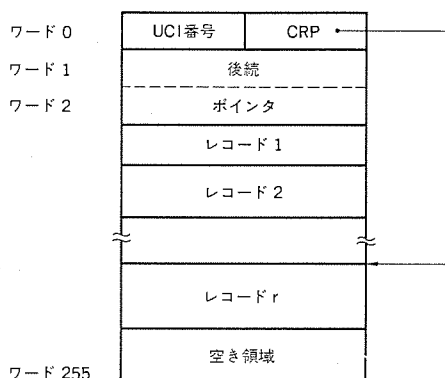 ワード 0 UCI番号 CRP
ワード 1 後続
ワード 2 ポインタ
レコード 1
レコード 2
レコード r
空き領域
ワード 255